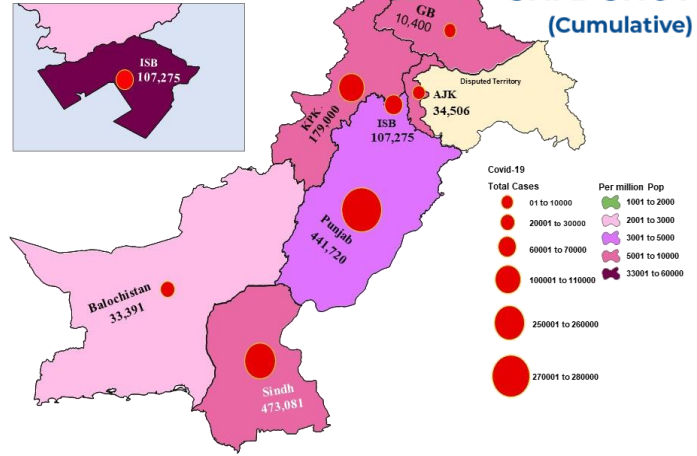 (Cumulative)
GB
10,400
ISB
107,275
Disputed Territory
AJK
34,506
KPK
179,000
ISB
107,275
Punjab
441,720
Balochistan
33,391
Sindh
473,081
Covid-19
Total Cases
01 to 10000
20001 to 30000
60001 to 70000
100001 to 110000
250001 to 260000
270001 to 280000
Per million Pop
1001 to 2000
2001 to 3000
3001 to 5000
5001 to 10000
33001 to 60000